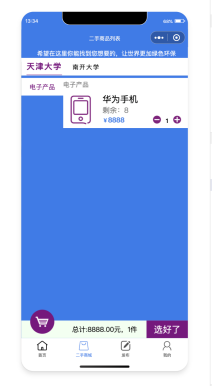 13:34
二手商品列表
希望在这里你能找到您想要的，让世界更加绿色环保
天津大学 南开大学
电子产品 电子产品
华为手机
剩余：8
¥8888
1
总计:8888.00元，1件 选好了
首页 二手商城 发布 我的